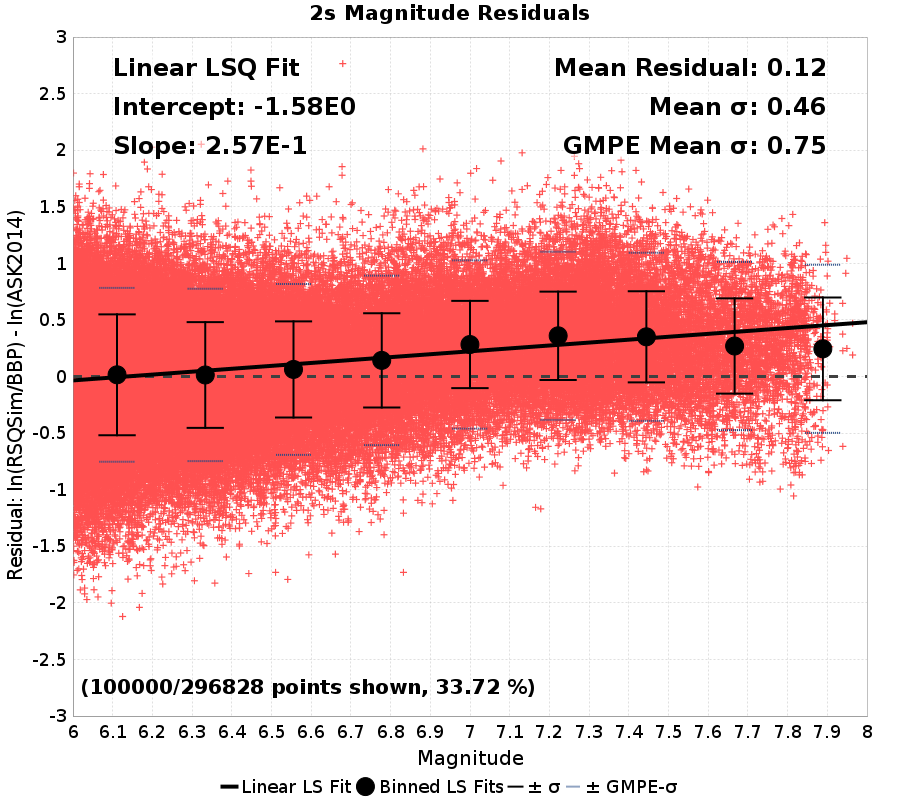 2s Magnitude Residuals
Linear LSQ Fit
Intercept: -1.58E0
Slope: 2.57E-1
Mean Residual: 0.12
Mean σ: 0.46
GMPE Mean σ: 0.75
Residual: ln(RSQSim/BBP) - ln(ASK2014)
3
2.5
2
1.5
1
0.5
0
-0.5
-1
-1.5
-2
-2.5
-3
(100000/296828 points shown, 33.72 %)
6 6.1 6.2 6.3 6.4 6.5 6.6 6.7 6.8 6.9 7 7.1 7.2 7.3 7.4 7.5 7.6 7.7 7.8 7.9 8
Magnitude
Linear LS Fit Binned LS Fits ± σ ± GMPE-σ